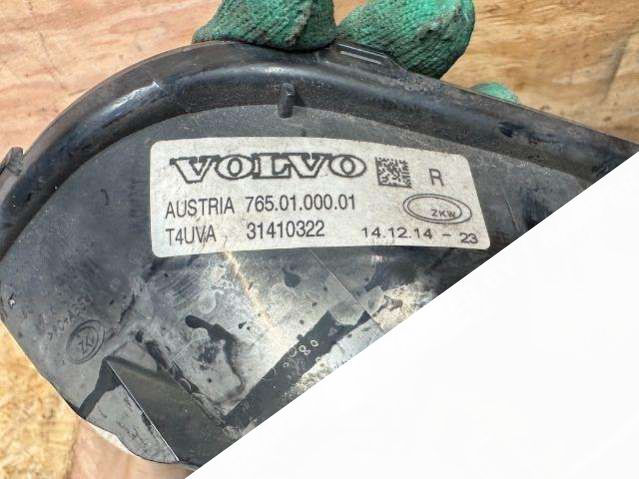 VOLVO
R
AUSTRIA 765.01.000.01
ZKW
T4UVA 31410322 14.12.14 - 23